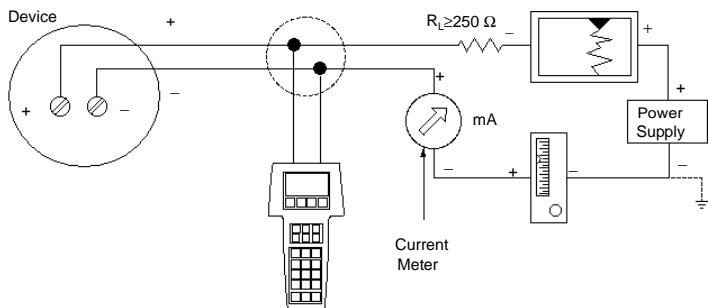 Device
+
R_L≥250 Ω
−
+
+
−
+ −
+
mA
+
Power
Supply
−
+
−
−
Current
Meter